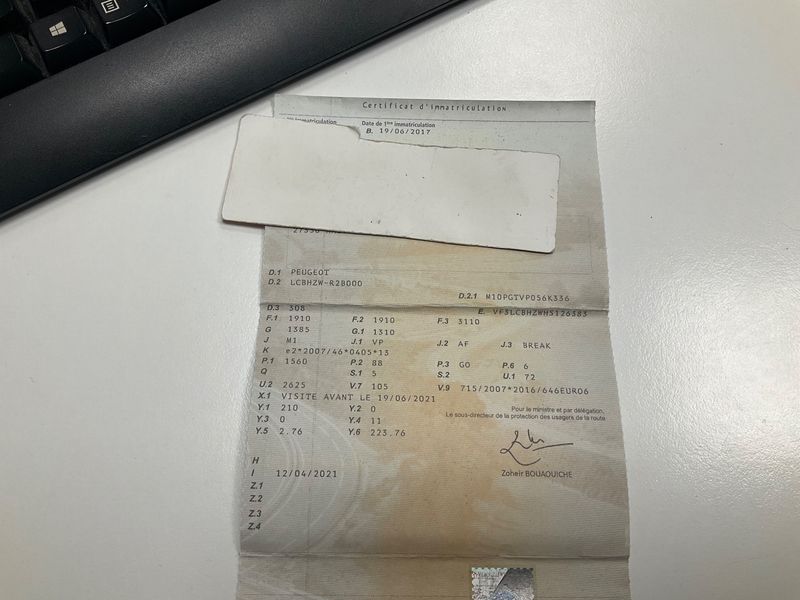 Certificat d'immatriculation
immatriculation Date de 1ère immatriculation
B. 19/06/2017
D.1 PEUGEOT
D.2 LCBHZW-R2B000
D.2.1 M10PGTVP056K336
D.3 308
E. VF3LCBHZWHS126383
F.1 1910 F.2 1910 F.3 3110
G 1385 G.1 1310
J M1 J.1 VP J.2 AF J.3 BREAK
K e2*2007/46*0405*13
P.1 1560 P.2 88 P.3 GO P.6 6
Q S.1 5 S.2 U.1 72
U.2 2625 V.7 105 V.9 715/2007*2016/646EURO6
X.1 VISITE AVANT LE 19/06/2021
Y.1 210 Y.2 0
Y.3 0 Y.4 11
Y.5 2.76 Y.6 223.76
Pour le ministre et par délégation,
Le sous-directeur de la protection des usagers de la route
Zoheir BOUAOUICHE
H
I 12/04/2021
Z.1
Z.2
Z.3
Z.4